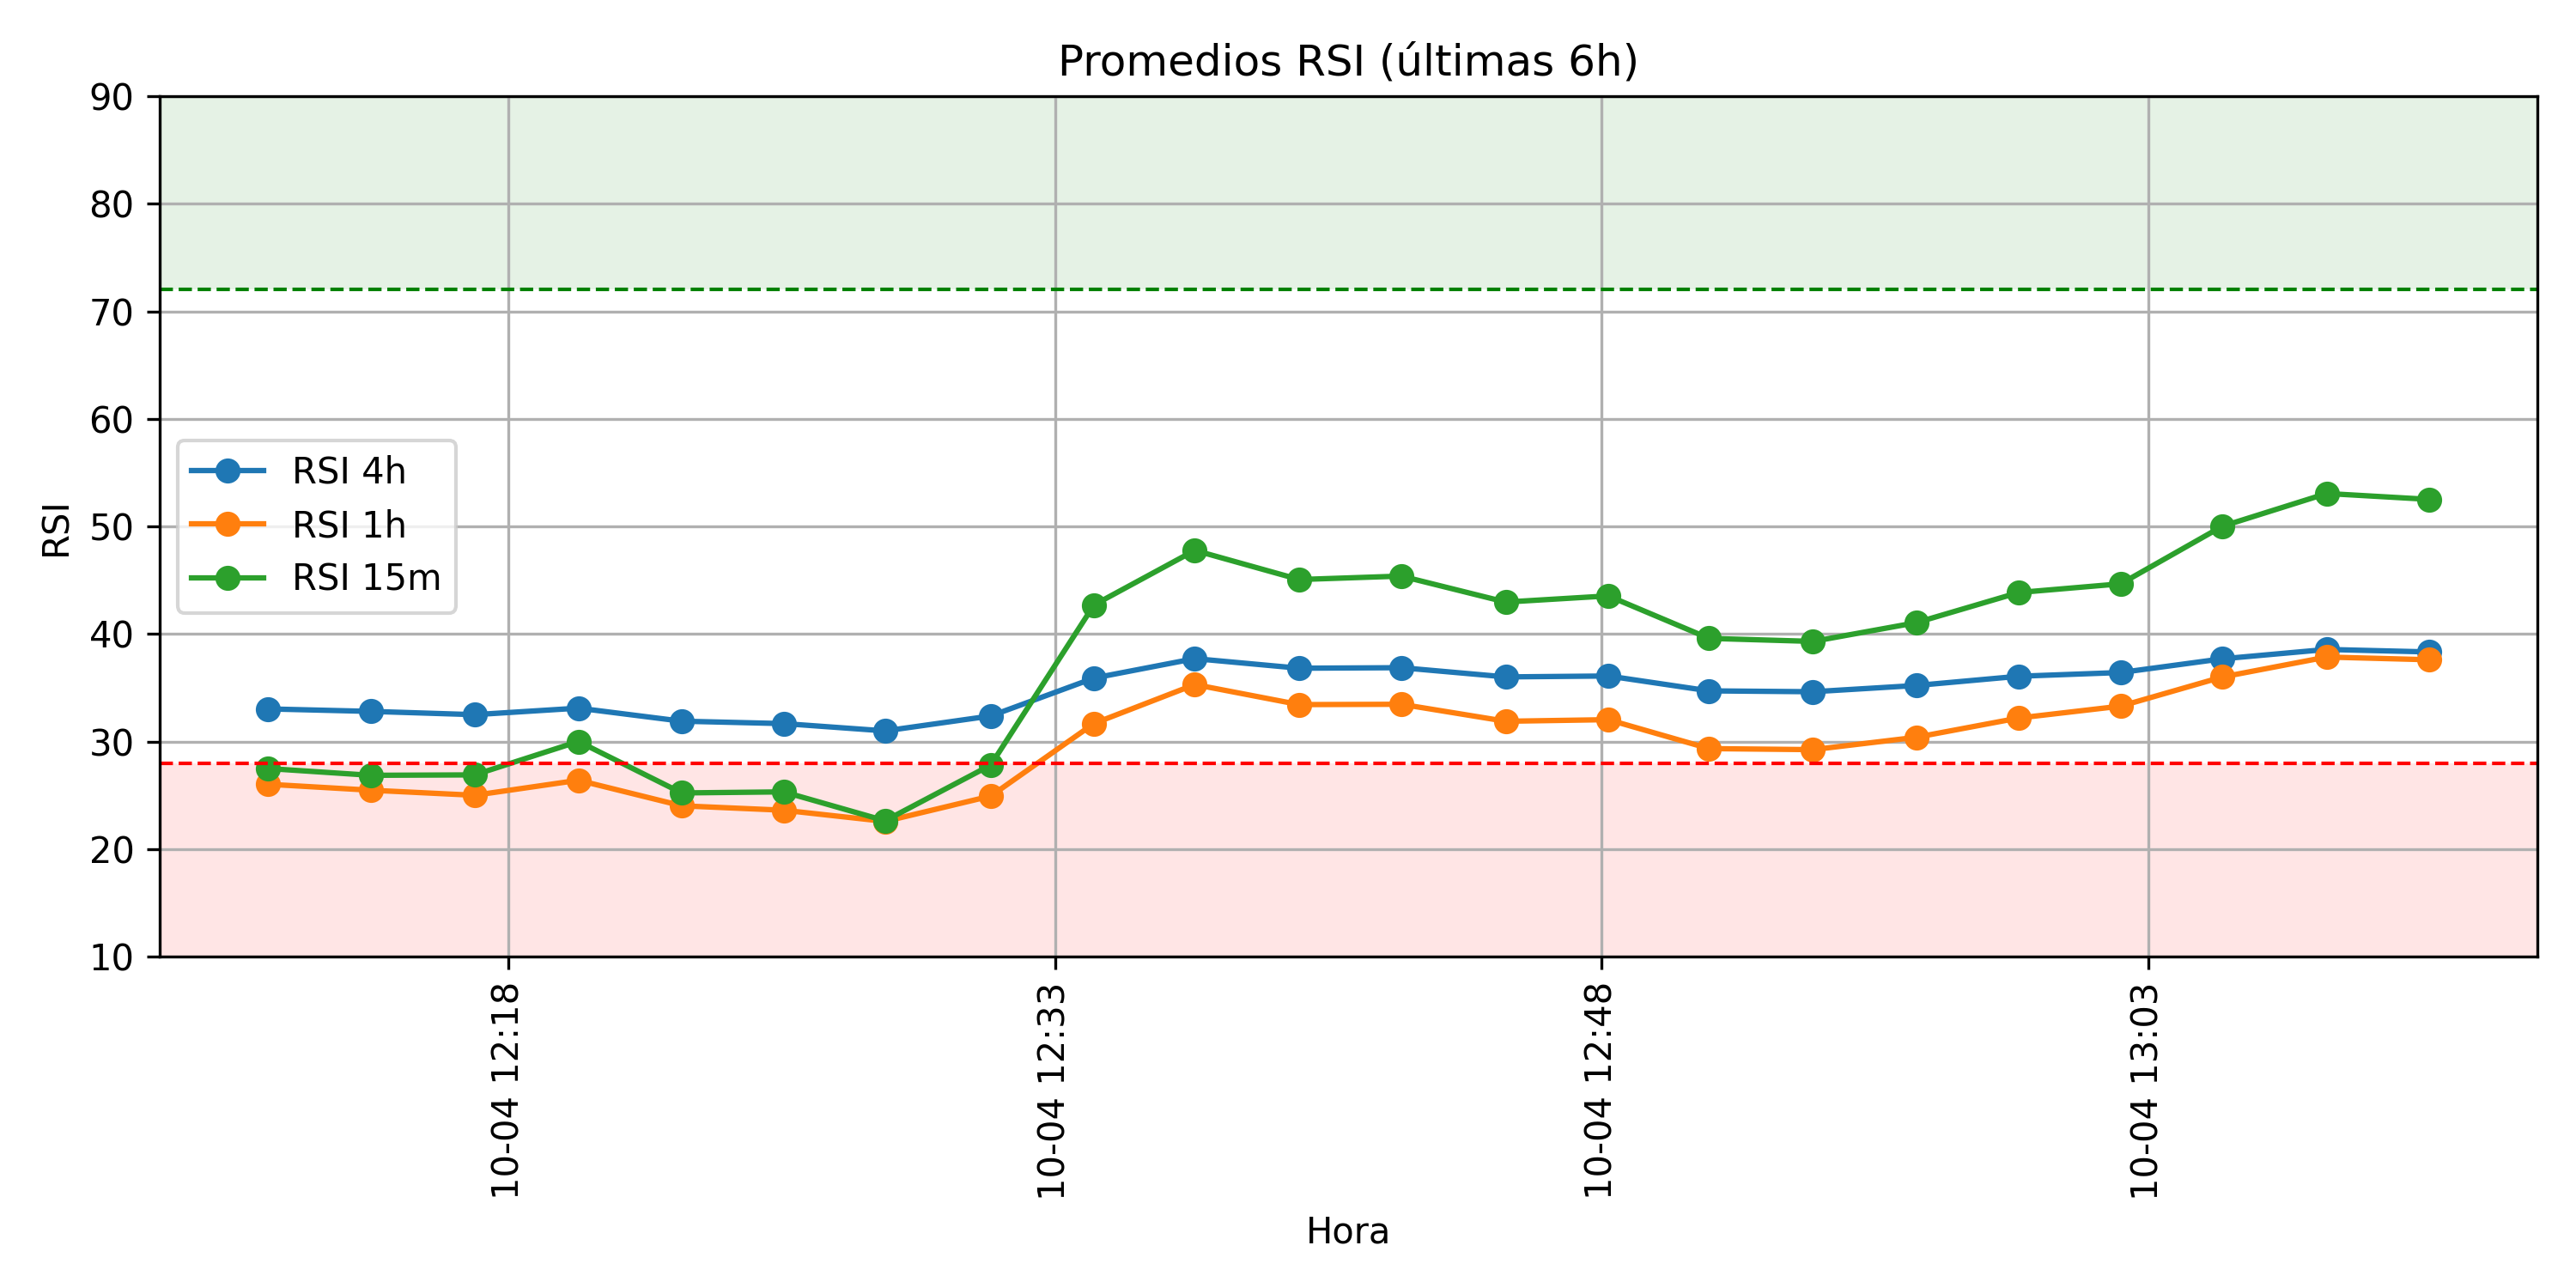 Promedios RSI (últimas 6h)
90
80
70
60
50
40
30
20
10
RSI
RSI 4h
RSI 1h
RSI 15m
10-04 12:18
10-04 12:33
10-04 12:48
10-04 13:03
Hora